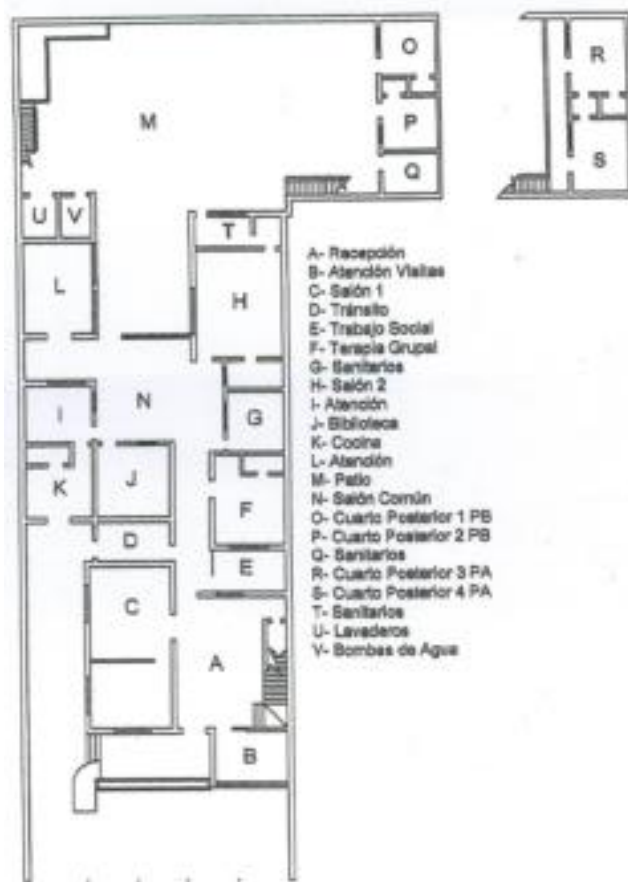 O
R
M
P
S
Q
U
V
T
L
H
A- Recepción
B- Atención Visitas
C- Salón 1
D- Tránsito
E- Trabajo Social
F- Terapia Grupal
G- Sanitarios
H- Salón 2
I- Atención
J- Biblioteca
K- Cocina
L- Atención
M- Patio
N- Salón Común
O- Cuarto Posterior 1 PB
P- Cuarto Posterior 2 PB
Q- Sanitarios
R- Cuarto Posterior 3 PA
S- Cuarto Posterior 4 PA
T- Sanitarios
U- Lavaderos
V- Bombas de Agua
I
N
G
K
J
F
D
E
C
A
B